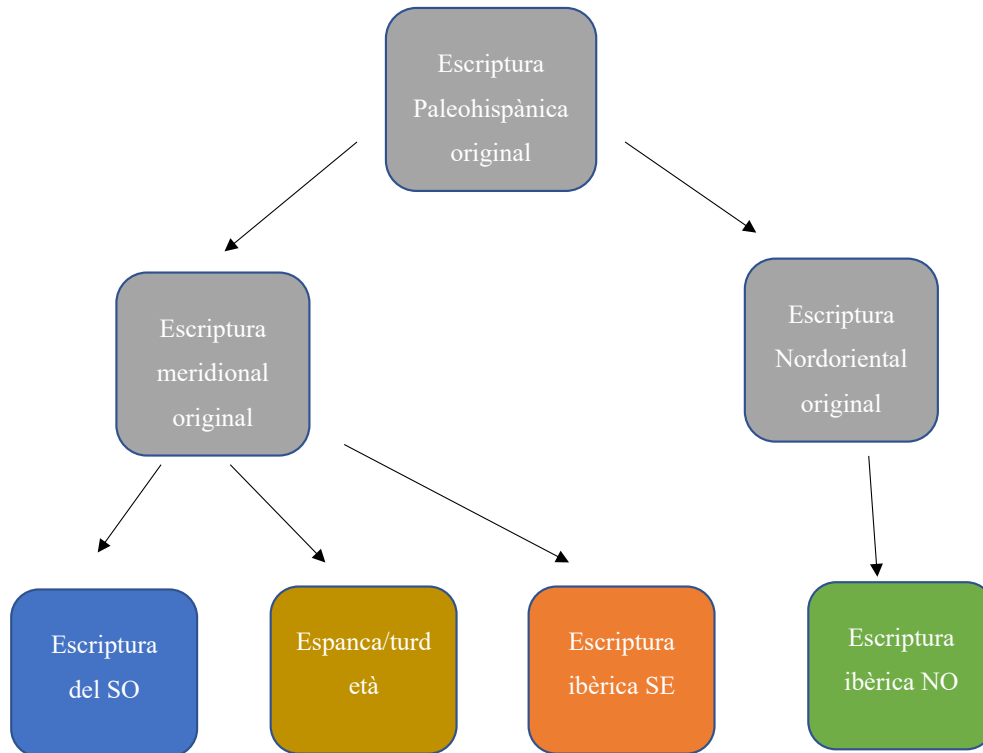 Escriptura
Paleohispànica
original
Escriptura
meridional
original
Escriptura
Nordoriental
original
Escriptura
del SO
Espanca/turd
età
Escriptura
ibèrica SE
Escriptura
ibèrica NO